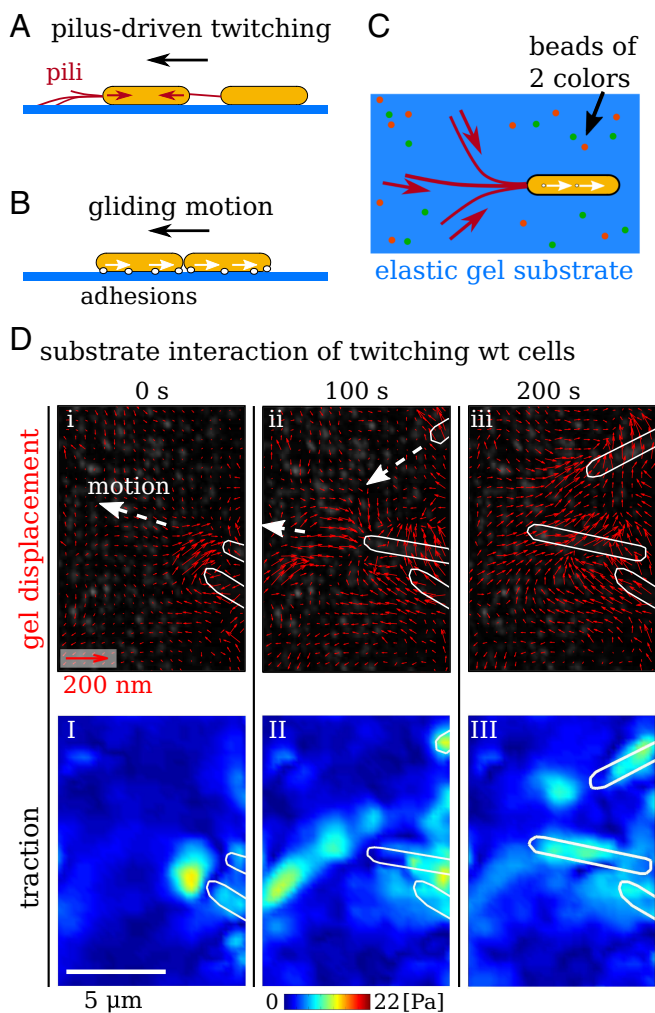 A
pilus-driven twitching
pili
B
gliding motion
adhesions
C
beads of
2 colors
elastic gel substrate
D
substrate interaction of twitching wt cells
0 s
100 s
200 s
gel displacement
i
motion
200 nm
ii
iii
traction
I
II
III
5 μm
0
22 [Pa]